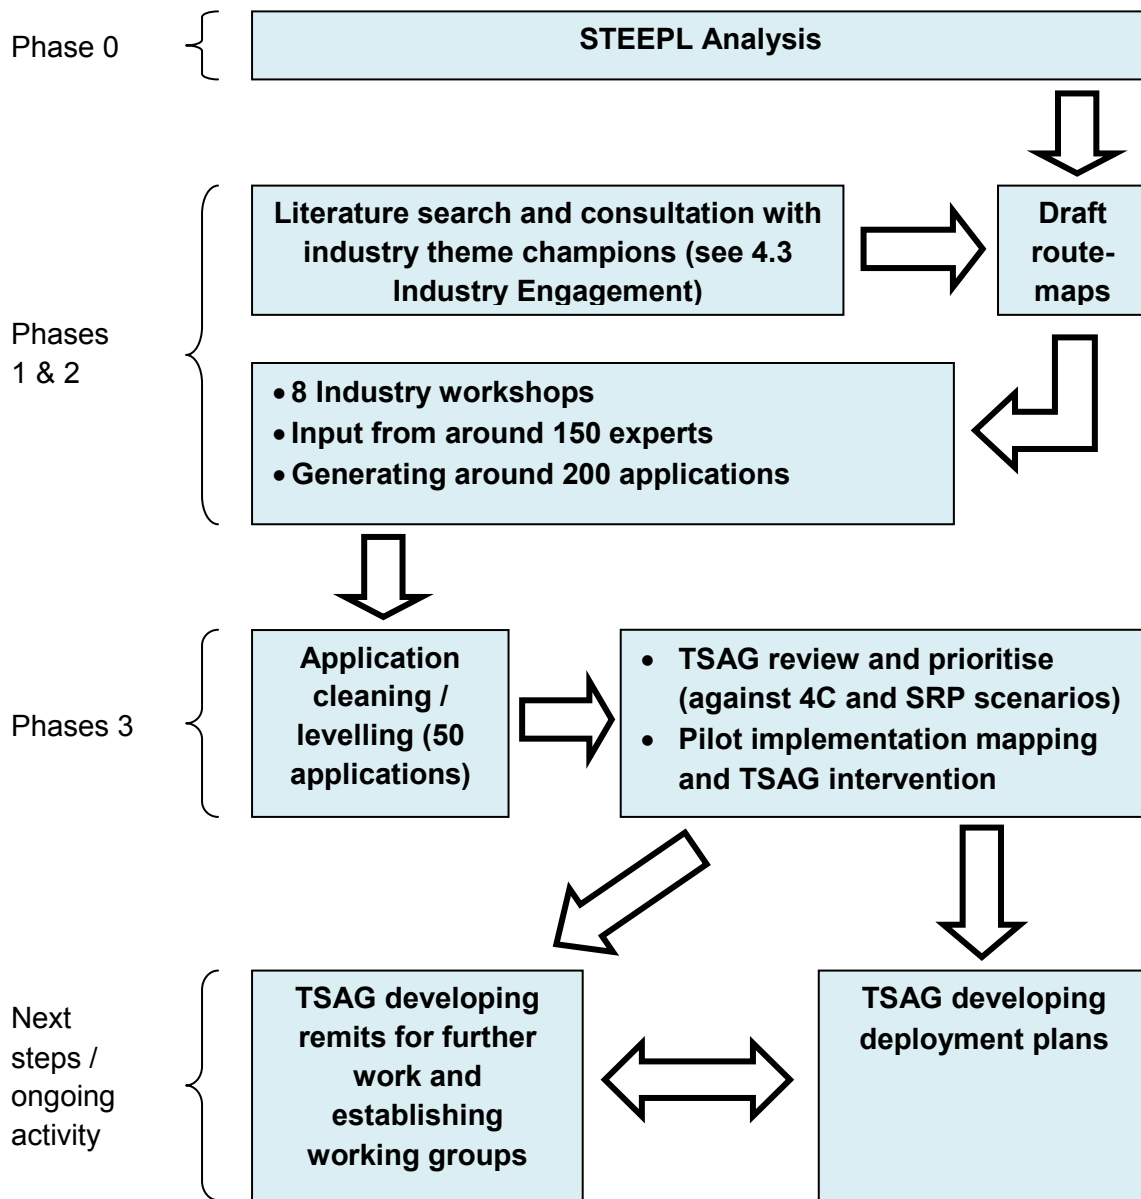 Phase 0
STEEPL Analysis
Literature search and consultation with
industry theme champions (see 4.3
Industry Engagement)
Draft
route-
maps
Phases
1 & 2
• 8 Industry workshops
• Input from around 150 experts
• Generating around 200 applications
Phases 3
Application
cleaning /
levelling (50
applications)
• TSAG review and prioritise
(against 4C and SRP scenarios)
• Pilot implementation mapping
and TSAG intervention
Next
steps /
ongoing
activity
TSAG developing
remits for further
work and
establishing
working groups
TSAG developing
deployment plans